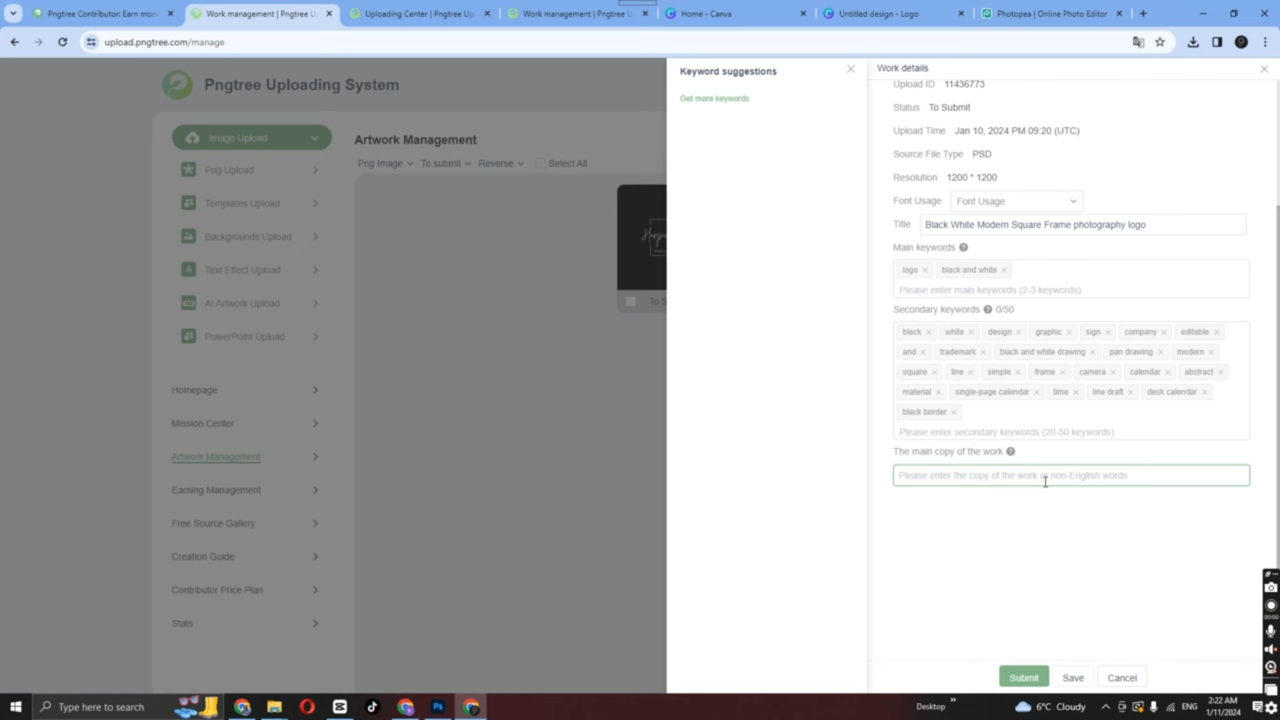 Pngtree Contributor: Earn mon
Work management | Pngtree U
Uploading Center | Pngtree Up
Work management | Pngtree U
Home - Canva
Untitled design - Logo
Photopea | Online Photo Editor
upload.pngtree.com/manage
Pngtree Uploading System
Image Upload
Png Upload
Templates Upload
Backgrounds Upload
Text Effect Upload
AI Artwork Upload
PowerPoint Upload
Homepage
Mission Center
Artwork Management
Earning Management
Free Source Gallery
Creation Guide
Contributor Price Plan
Stats
Artwork Management
Png Image To submit Reverse Select All
To S
Keyword suggestions
Get more keywords
Work details
Upload ID 11436773
Status To Submit
Upload Time Jan 10, 2024 PM 09:20 (UTC)
Source File Type PSD
Resolution 1200 * 1200
Font Usage Font Usage
Title Black White Modern Square Frame photography logo
Main keywords
logo black and white
Please enter main keywords (2-3 keywords)
Secondary keywords 0/50
black white design graphic sign company editable
and trademark black and white drawing pan drawing modern
square line simple frame camera calendar abstract
material single-page calendar time line draft desk calendar
black border
Please enter secondary keywords (20-50 keywords)
The main copy of the work
Please enter the copy of the work or non-English words
Submit Save Cancel
Type here to search
Desktop
6°C Cloudy
ENG
2:22 AM
1/11/2024